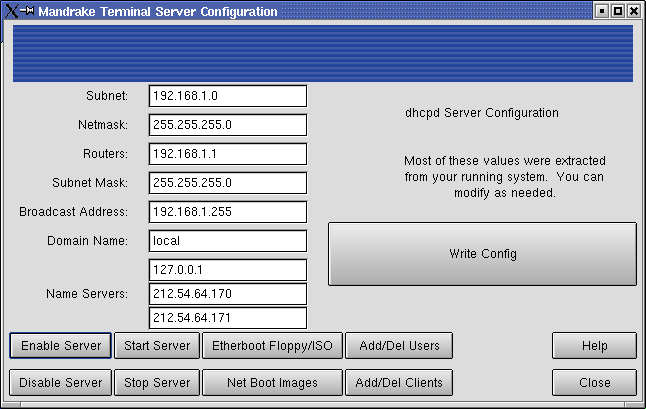 Mandrake Terminal Server Configuration
Subnet: 192.168.1.0
Netmask: 255.255.255.0
Routers: 192.168.1.1
Subnet Mask: 255.255.255.0
Broadcast Address: 192.168.1.255
Domain Name: local
127.0.0.1
Name Servers: 212.54.64.170
212.54.64.171
dhcpd Server Configuration
Most of these values were extracted
from your running system. You can
modify as needed.
Write Config
Enable Server Start Server Etherboot Floppy/ISO Add/Del Users Help
Disable Server Stop Server Net Boot Images Add/Del Clients Close